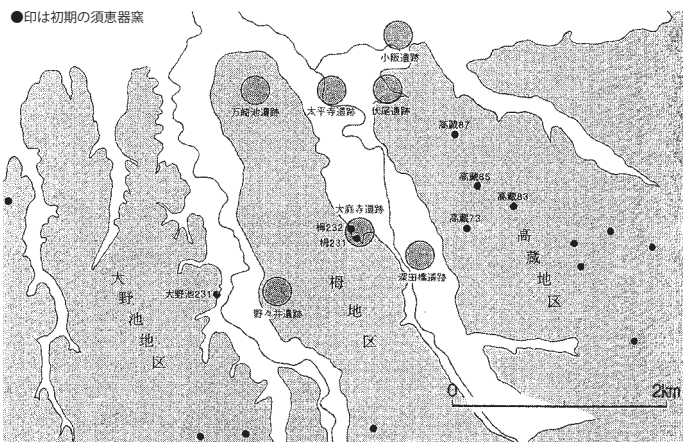 ●印は初期の須恵器窯
小阪遺跡
万崎池遺跡
太平寺遺跡
伏尾遺跡
高蔵87
高蔵85
高蔵83
高蔵73
大庭寺遺跡
栂232
栂231
深田橋遺跡
高蔵地区
大野池231
野々井遺跡
栂地区
大野池地区
0
2km